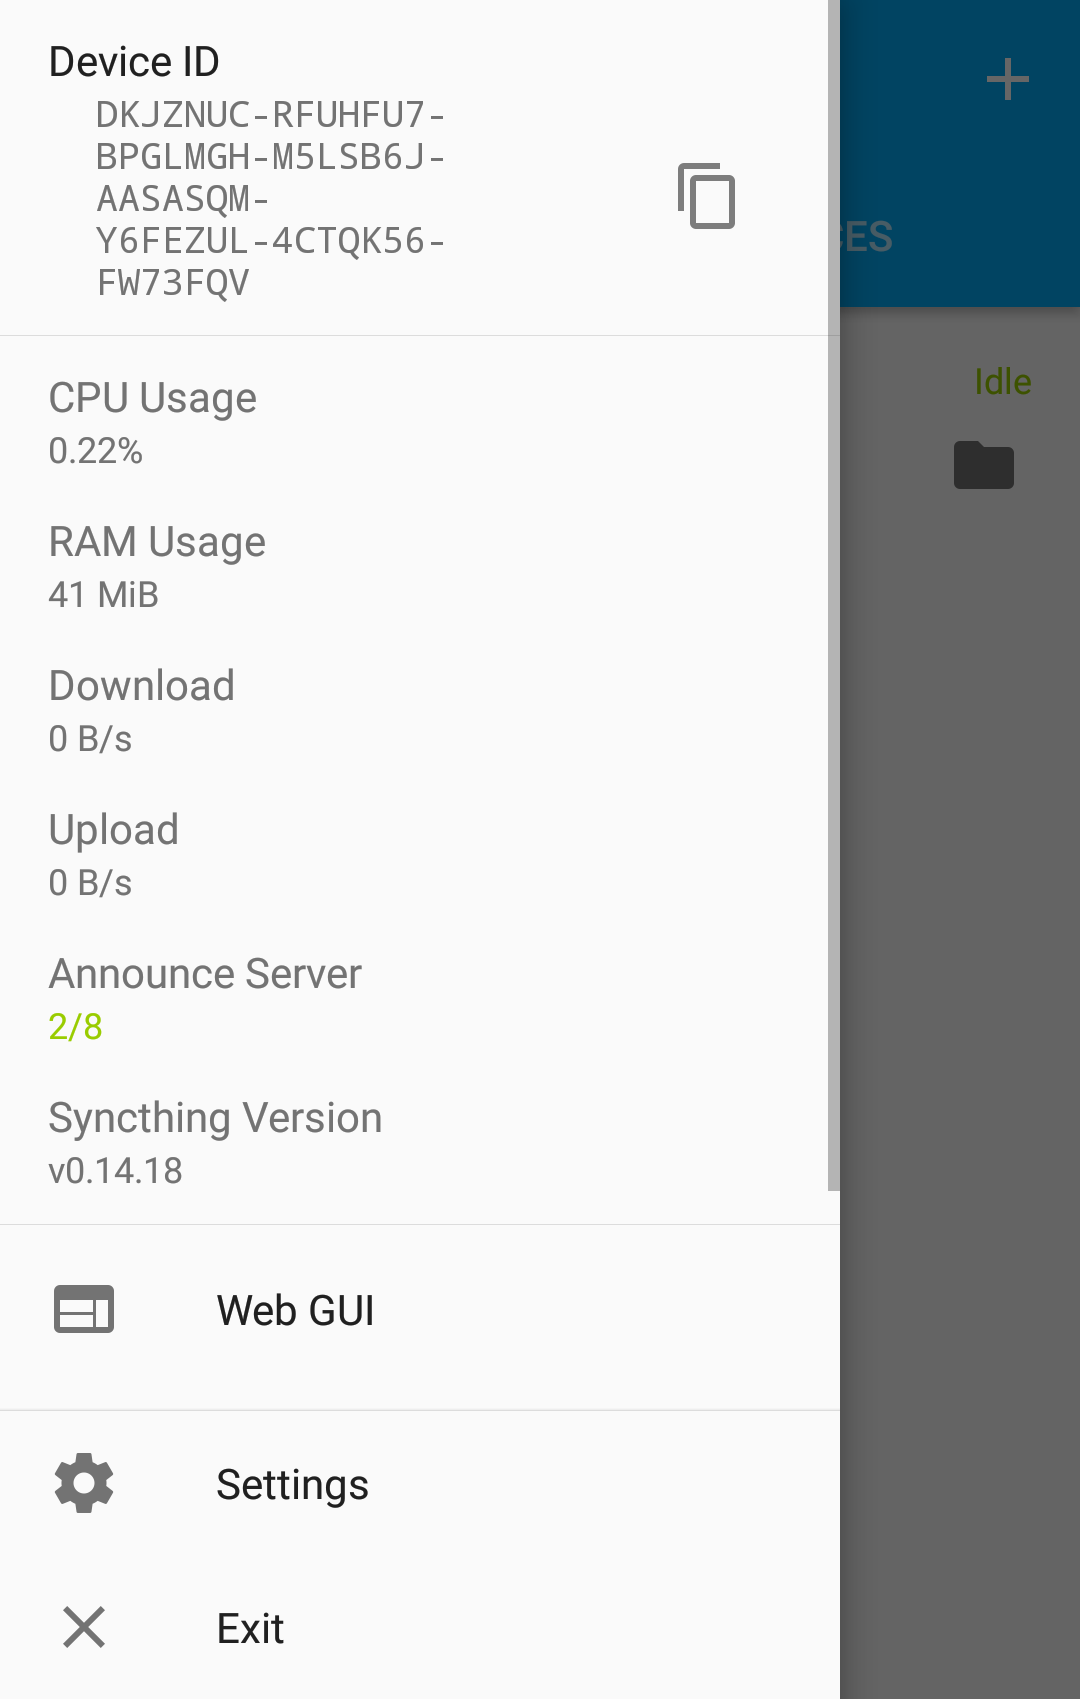 Device ID
DKJZNUC-RFUHFU7-
BPGLMGH-M5LSB6J-
AASASQM-
Y6FEZUL-4CTQK56-
FW73FQV
CES
Idle
CPU Usage
0.22%
RAM Usage
41 MiB
Download
0 B/s
Upload
0 B/s
Announce Server
2/8
Syncthing Version
v0.14.18
Web GUI
Settings
Exit